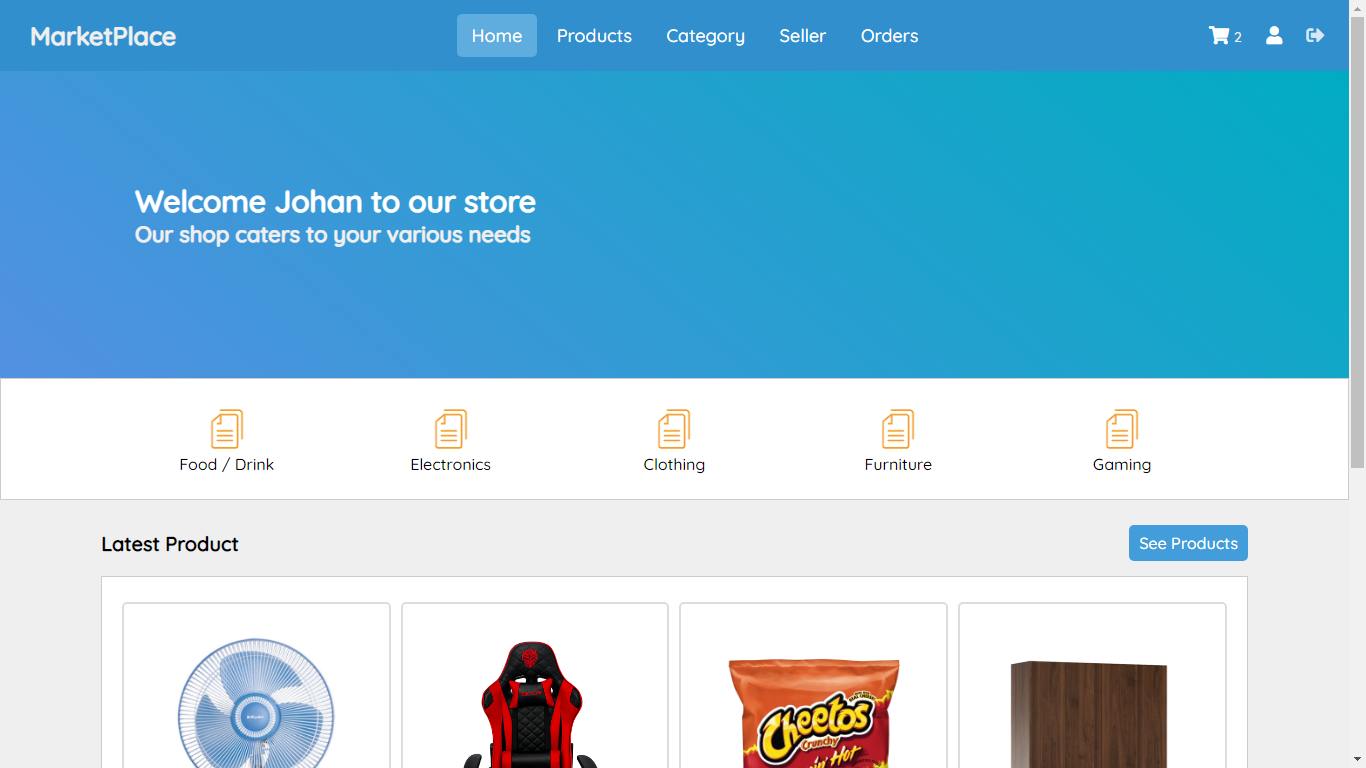 MarketPlace
Home Products Category Seller Orders
2
Welcome Johan to our store
Our shop caters to your various needs
Food / Drink
Electronics
Clothing
Furniture
Gaming
Latest Product
See Products
Cheetos
Crunchy
Hot